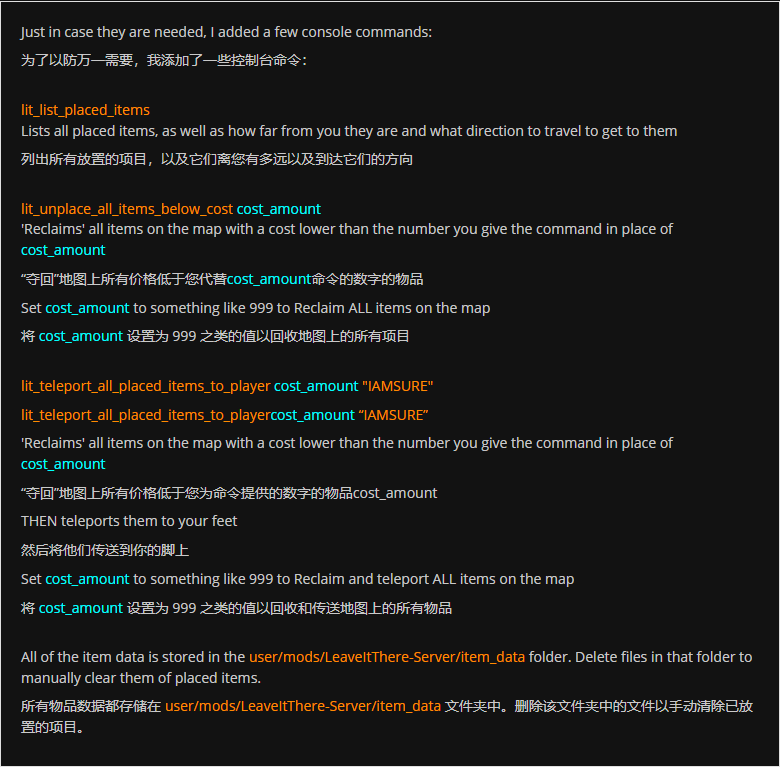 Just in case they are needed, I added a few console commands:
为了以防万一需要，我添加了一些控制台命令：
lit_list_placed_items
Lists all placed items, as well as how far from you they are and what direction to travel to get to them
列出所有放置的项目，以及它们离您有多远以及到达它们的方向
lit_unplace_all_items_below_cost cost_amount
'Reclaims' all items on the map with a cost lower than the number you give the command in place of
cost_amount
“夺回”地图上所有价格低于您代替cost_amount命令的数字的物品
Set cost_amount to something like 999 to Reclaim ALL items on the map
将 cost_amount 设置为 999 之类的值以回收地图上的所有项目
lit_teleport_all_placed_items_to_player cost_amount "IAMSURE"
lit_teleport_all_placed_items_to_playercost_amount “IAMSURE”
'Reclaims' all items on the map with a cost lower than the number you give the command in place of
cost_amount
“夺回”地图上所有价格低于您为命令提供的数字的物品cost_amount
THEN teleports them to your feet
然后将他们传送到你的脚上
Set cost_amount to something like 999 to Reclaim and teleport ALL items on the map
将 cost_amount 设置为 999 之类的值以回收和传送地图上的所有物品
All of the item data is stored in the user/mods/LeaveItThere-Server/item_data folder. Delete files in that folder to
manually clear them of placed items.
所有物品数据都存储在 user/mods/LeaveItThere-Server/item_data 文件夹中。删除该文件夹中的文件以手动清除已放
置的项目。